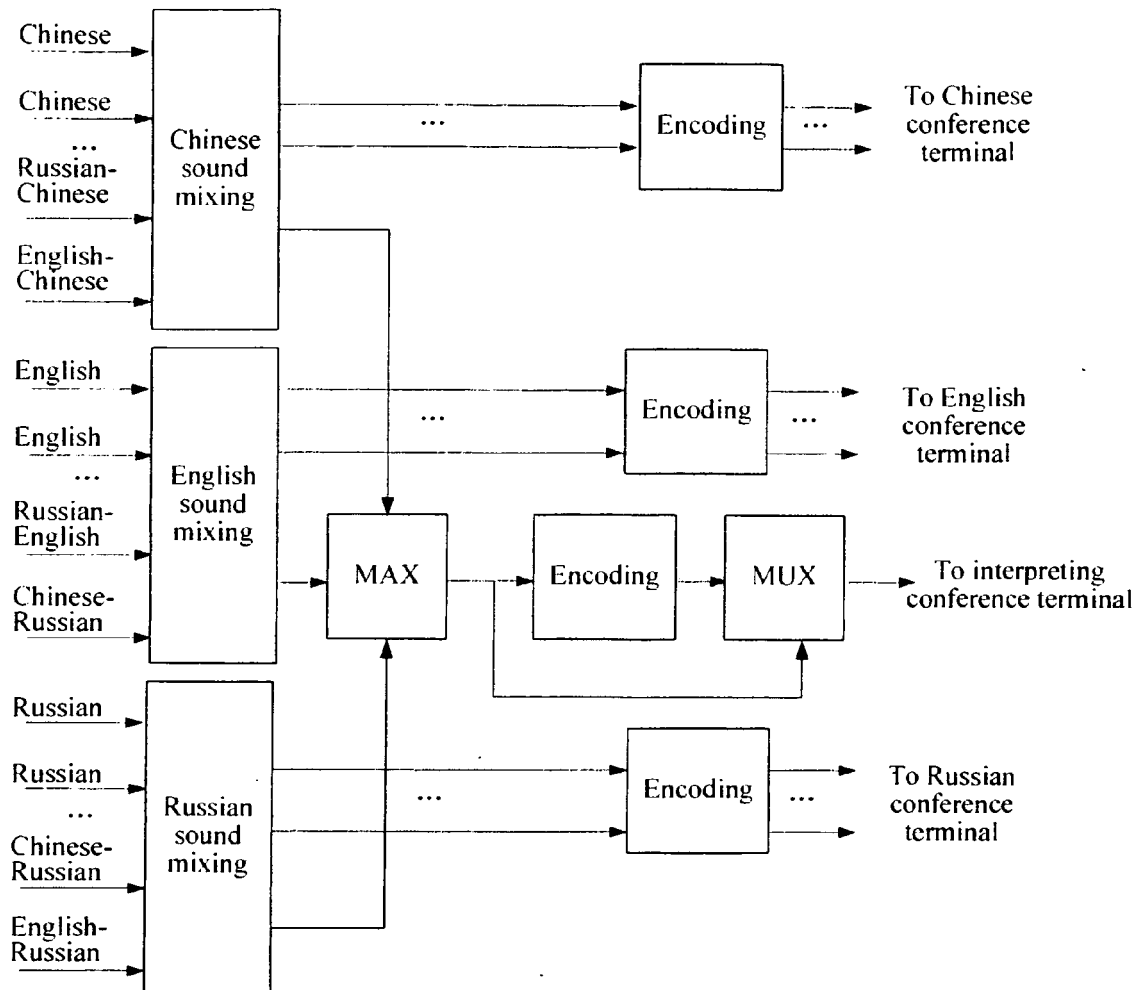 Chinese
Chinese
...
Russian-
Chinese
English-
Chinese
Chinese
sound
mixing
...
Encoding
...
To Chinese
conference
terminal
English
English
...
Russian-
English
Chinese-
Russian
English
sound
mixing
...
Encoding
...
To English
conference
terminal
MAX
Encoding
MUX
To interpreting
conference terminal
Russian
Russian
...
Chinese-
Russian
English-
Russian
Russian
sound
mixing
...
Encoding
...
To Russian
conference
terminal